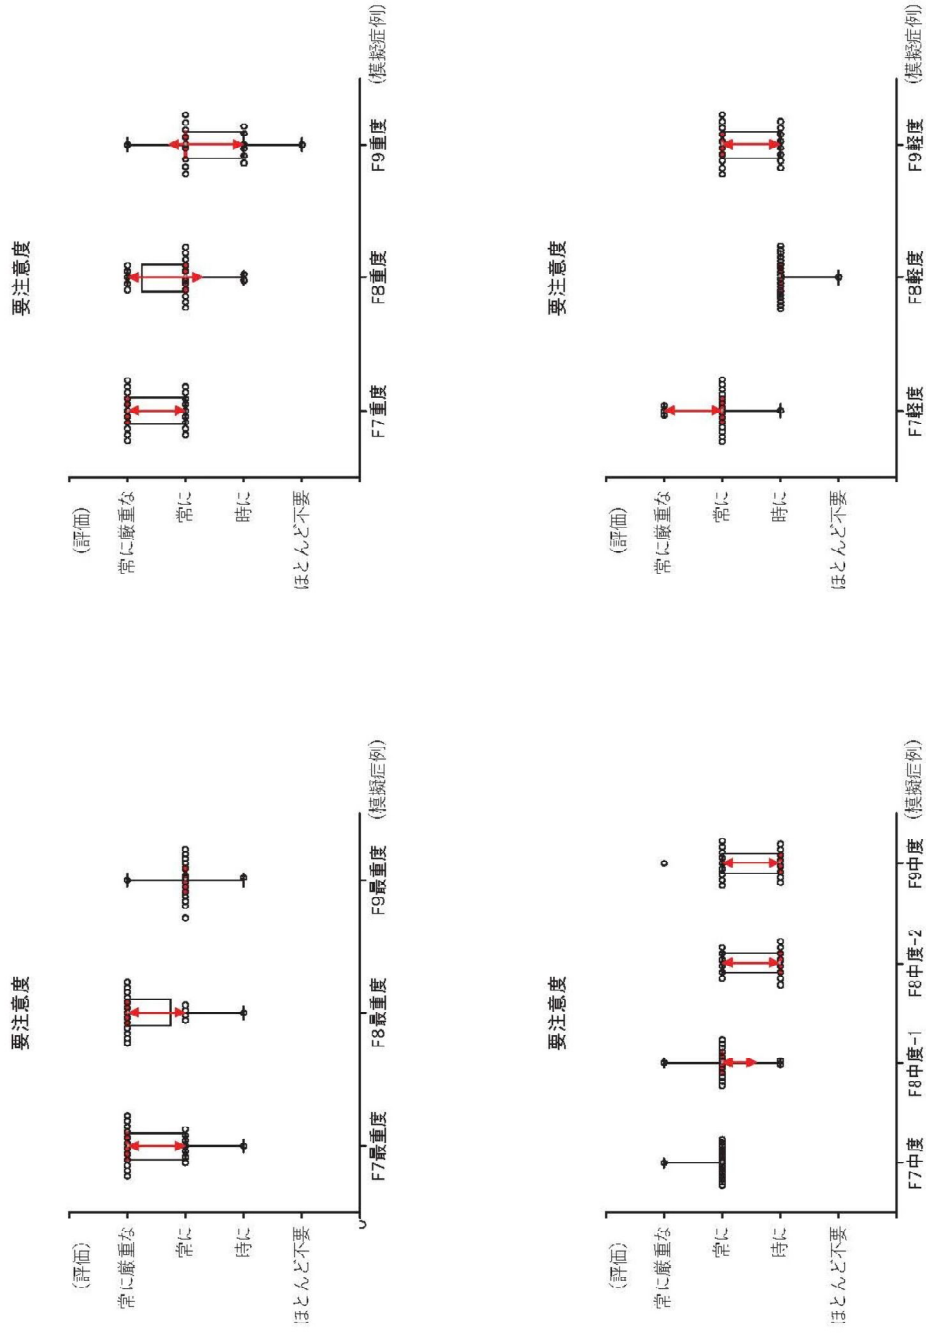 要注意度
(評価)
常に厳重な
常に
時に
ほとんど不要
F7最重度
F8最重度
F9最重度
(模擬症例)
要注意度
(評価)
常に厳重な
常に
時に
ほとんど不要
F7重度
F8重度
F9重度
(模擬症例)
要注意度
(評価)
常に厳重な
常に
時に
ほとんど不要
F7中度
F8中度-1
F8中度-2
F9中度
(模擬症例)
要注意度
(評価)
常に厳重な
常に
時に
ほとんど不要
F7軽度
F8軽度
F9軽度
(模擬症例)